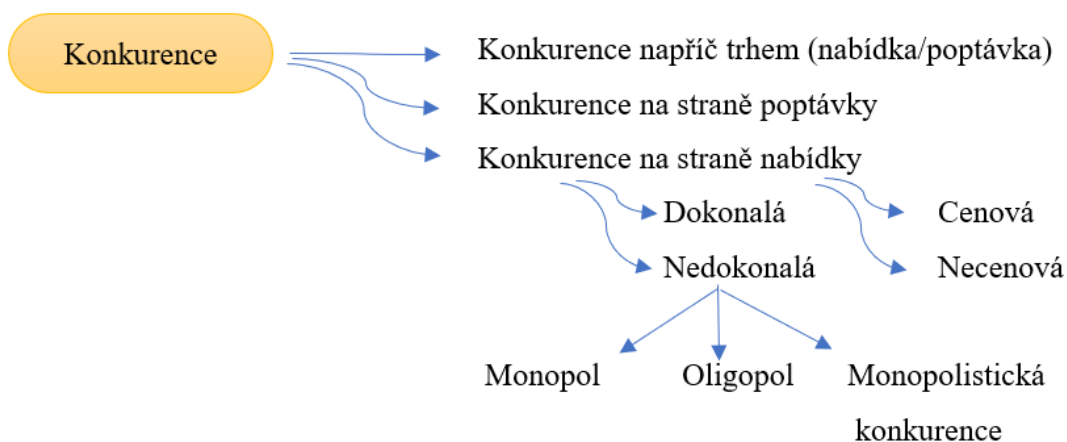 Konkurence
Konkurence napříč trhem (nabídka/poptávka)
Konkurence na straně poptávky
Konkurence na straně nabídky
Dokonalá
Cenová
Nedokonalá
Necenová
Monopol
Oligopol
Monopolistická
konkurence